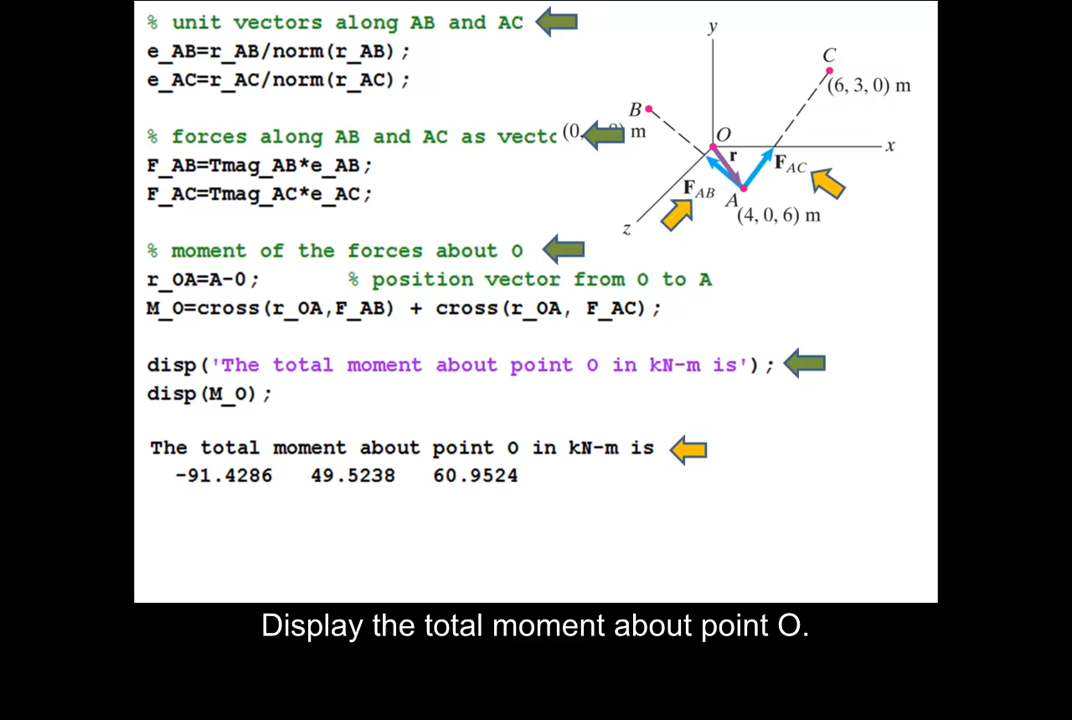 % unit vectors along AB and AC
e_AB=r_AB/norm(r_AB);
e_AC=r_AC/norm(r_AC);
% forces along AB and AC as vecto
F_AB=Tmag_AB*e_AB;
F_AC=Tmag_AC*e_AC;
% moment of the forces about O
r_OA=A-O; % position vector from O to A
M_O=cross(r_OA,F_AB) + cross(r_OA, F_AC);
disp('The total moment about point O in kN-m is');
disp(M_O);
The total moment about point O in kN-m is
-91.4286 49.5238 60.9524
y
C
(6, 3, 0) m
B
(0, m
O
x
r
F_AC
F_AB
A
(4, 0, 6) m
z
Display the total moment about point O.